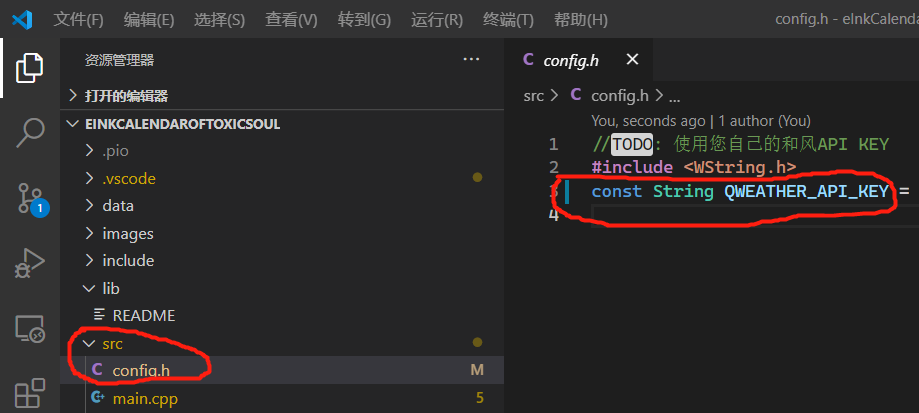 文件(F) 编辑(E) 选择(S) 查看(V) 转到(G) 运行(R) 终端(T) 帮助(H) config.h - eInkCalenda
资源管理器 ...
打开的编辑器
EINKCALENDAROFTOXICSOUL
.pio
.vscode
data
images
include
lib
README
src
C config.h M
main.cpp 5
1
C config.h
src > C config.h > ...
You, seconds ago | 1 author (You)
1 //TODO: 使用您自己的和风API KEY
2 #include <WString.h>
3 const String QWEATHER_API_KEY =
4